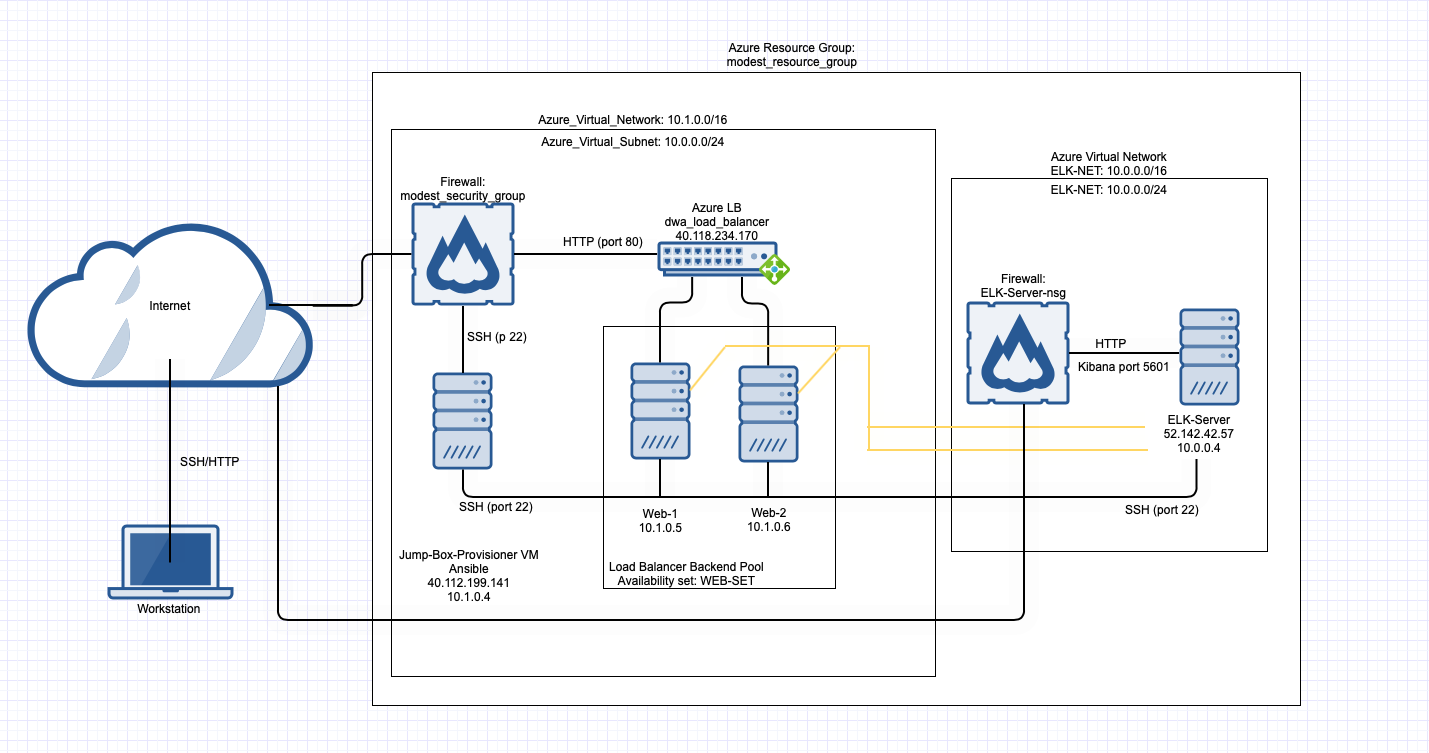 Azure Resource Group:
modest_resource_group
Azure_Virtual_Network: 10.1.0.0/16
Azure_Virtual_Subnet: 10.0.0.0/24
Firewall:
modest_security_group
HTTP (port 80)
Azure LB
dwa_load_balancer
40.118.234.170
Azure Virtual Network
ELK-NET: 10.0.0.0/16
ELK-NET: 10.0.0.0/24
Internet
SSH (p 22)
Firewall:
ELK-Server-nsg
HTTP
Kibana port 5601
ELK-Server
52.142.42.57
10.0.0.4
SSH/HTTP
SSH (port 22)
Web-1
10.1.0.5
Web-2
10.1.0.6
SSH (port 22)
Jump-Box-Provisioner VM
Ansible
40.112.199.141
10.1.0.4
Load Balancer Backend Pool
Availability set: WEB-SET
Workstation